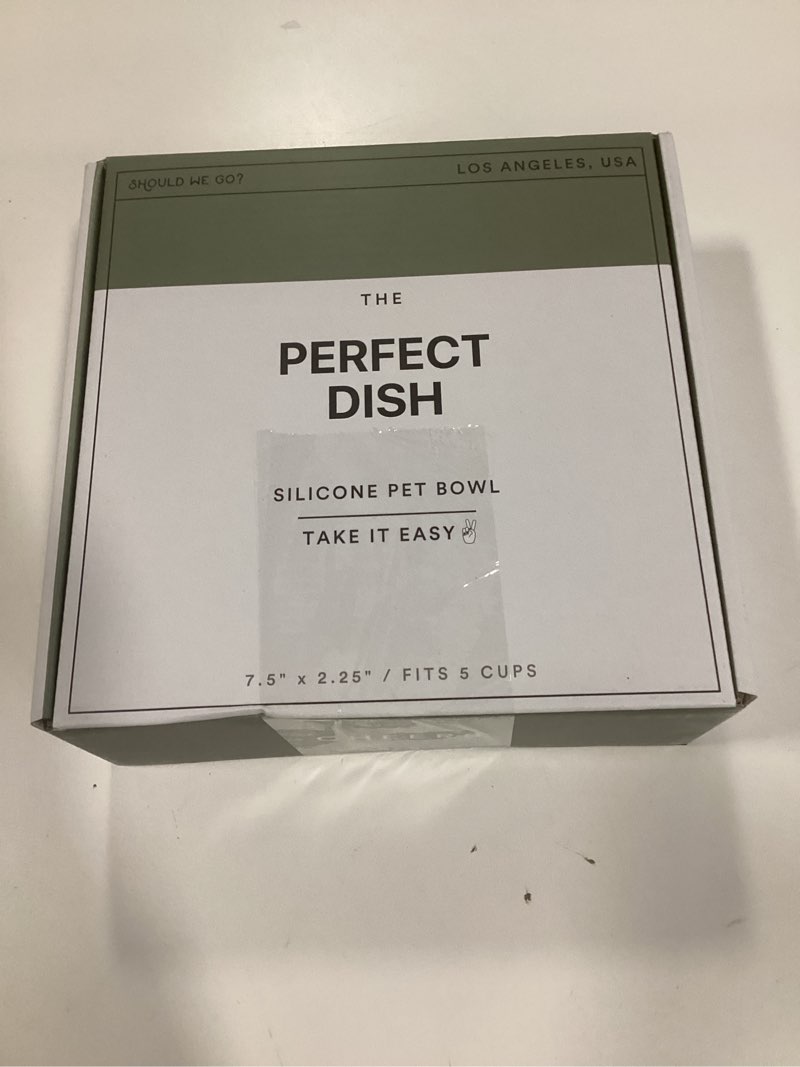 SHOULD WE GO?
LOS ANGELES, USA
THE
PERFECT
DISH
SILICONE PET BOWL
TAKE IT EASY ✌
7.5" x 2.25" / FITS 5 CUPS